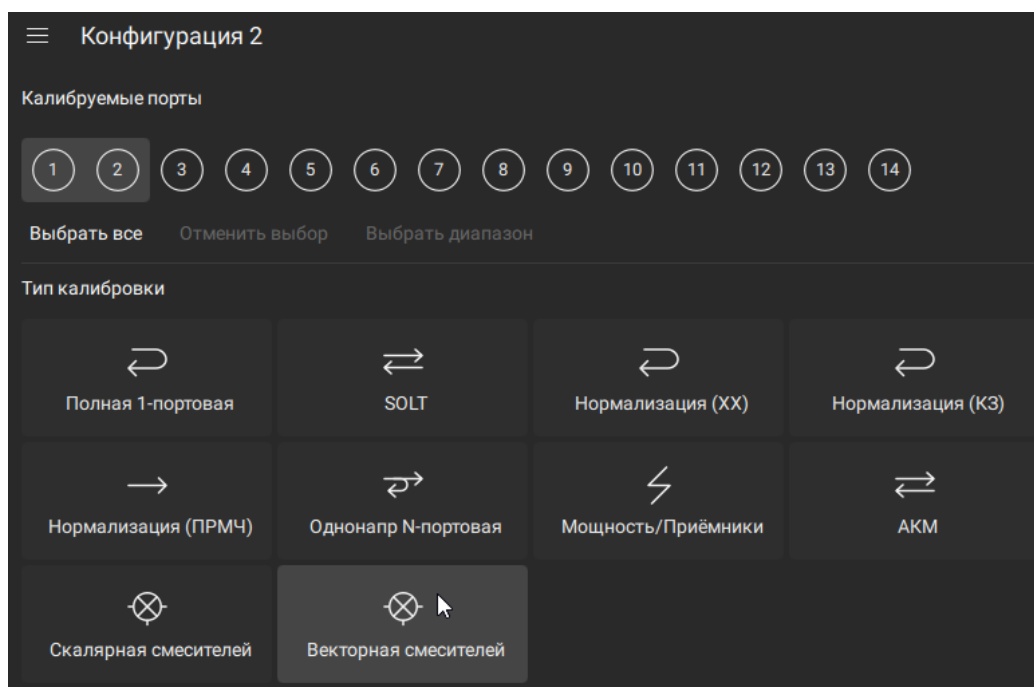 Конфигурация 2
Калибруемые порты
1 2 3 4 5 6 7 8 9 10 11 12 13 14
Выбрать все Отменить выбор Выбрать диапазон
Тип калибровки
Полная 1-портовая SOLT Нормализация (ХХ) Нормализация (КЗ)
Нормализация (ПРМЧ) Однонапр N-портовая Мощность/Приёмники АКМ
Скалярная смесителей Векторная смесителей